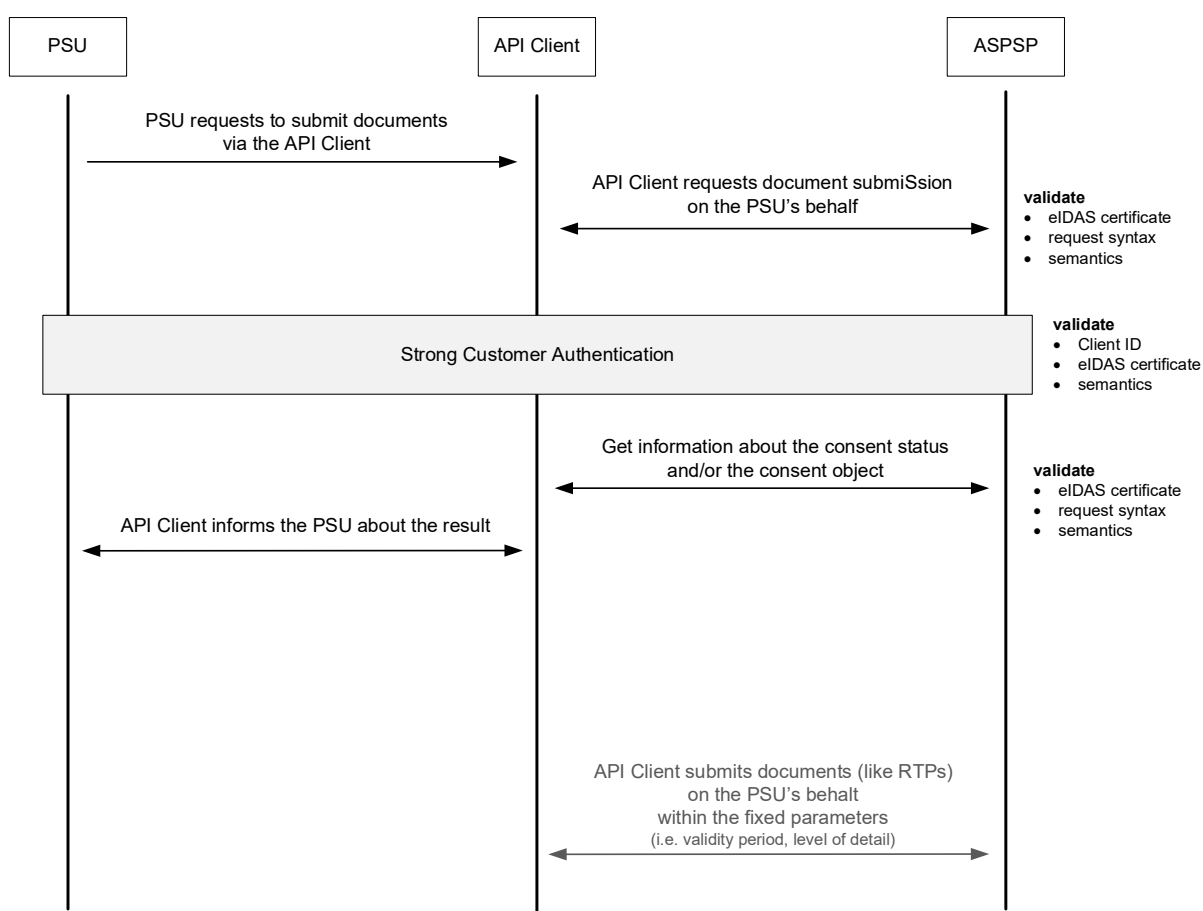 PSU
API Client
ASPSP
PSU requests to submit documents
via the API Client
API Client requests document submiSsion
on the PSU's behalf
validate
• eIDAS certificate
• request syntax
• semantics
Strong Customer Authentication
validate
• Client ID
• eIDAS certificate
• semantics
Get information about the consent status
and/or the consent object
validate
• eIDAS certificate
• request syntax
• semantics
API Client informs the PSU about the result
API Client submits documents (like RTPs)
on the PSU's behalt
within the fixed parameters
(i.e. validity period, level of detail)